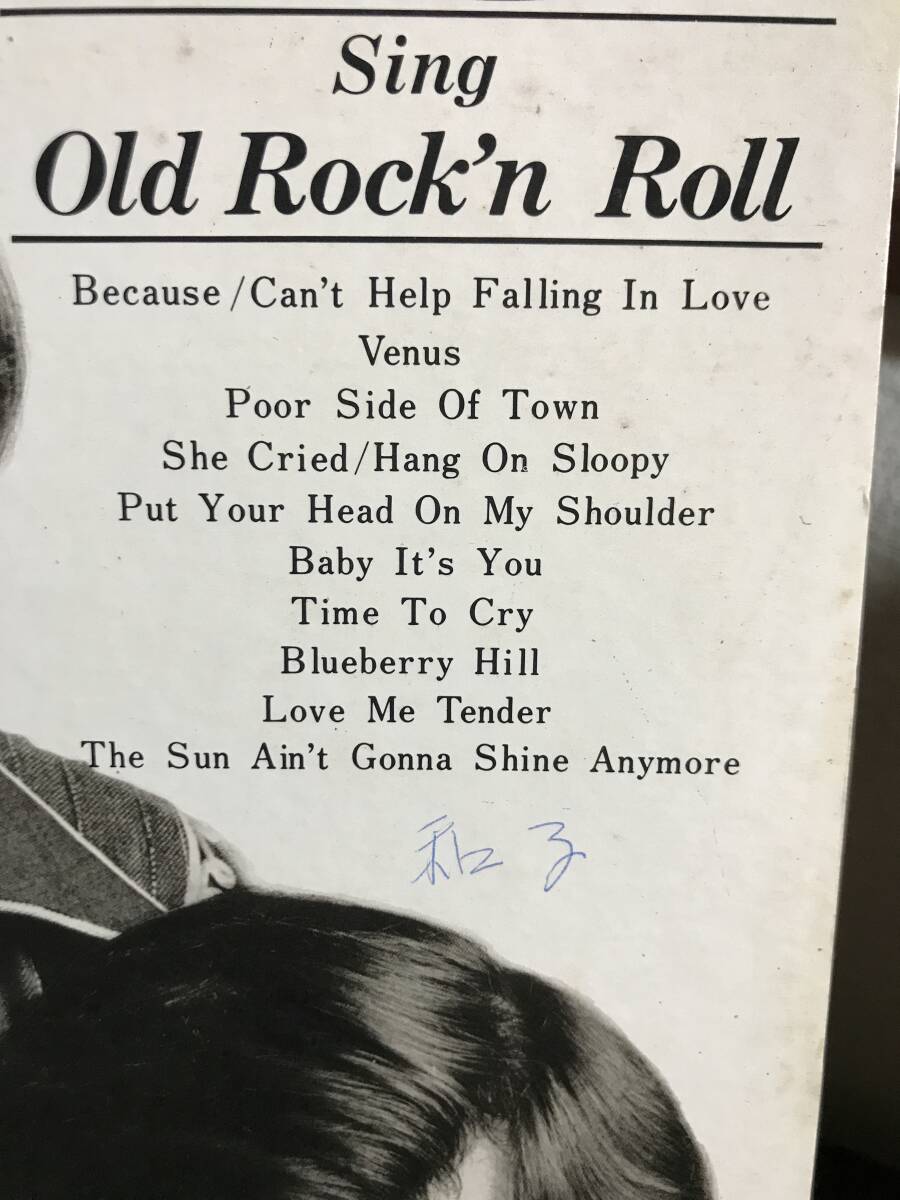 Sing
Old Rock'n Roll
Because/Can't Help Falling In Love
Venus
Poor Side Of Town
She Cried/Hang On Sloopy
Put Your Head On My Shoulder
Baby It's You
Time To Cry
Blueberry Hill
Love Me Tender
The Sun Ain't Gonna Shine Anymore
和子